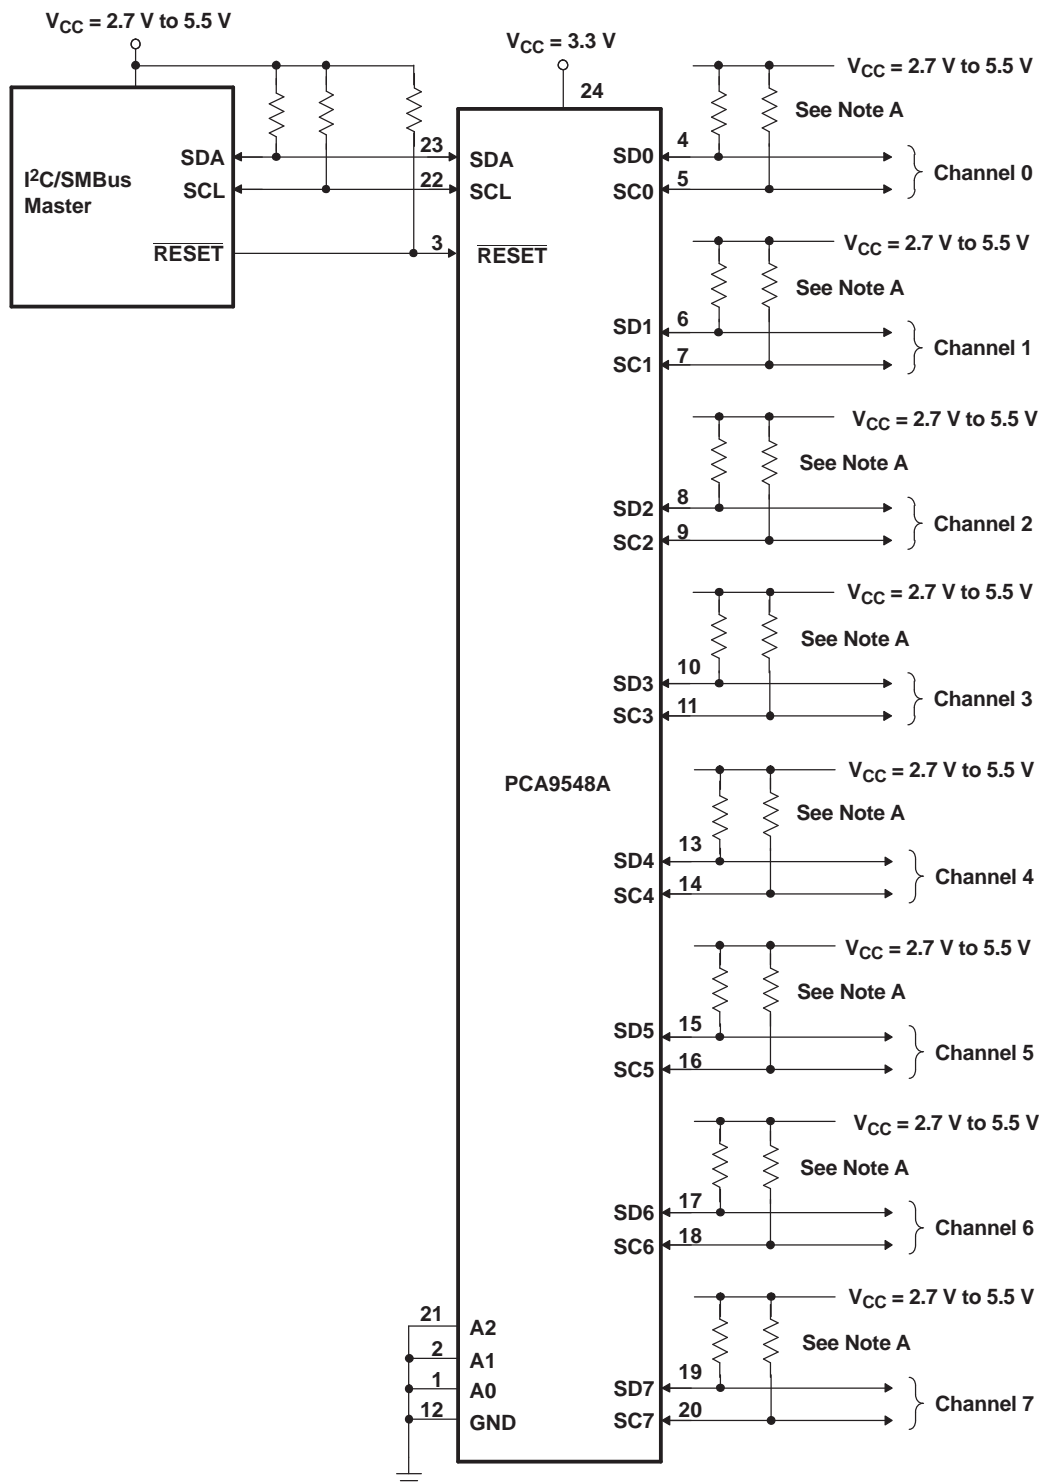 VCC = 2.7 V to 5.5 V
VCC = 3.3 V
24
I2C/SMBus
Master
SDA
SCL
RESET
23
22
3
SDA
SCL
RESET
PCA9548A
21
2
1
12
A2
A1
A0
GND
VCC = 2.7 V to 5.5 V
See Note A
SD0 4
SC0 5
Channel 0
VCC = 2.7 V to 5.5 V
See Note A
SD1 6
SC1 7
Channel 1
VCC = 2.7 V to 5.5 V
See Note A
SD2 8
SC2 9
Channel 2
VCC = 2.7 V to 5.5 V
See Note A
SD3 10
SC3 11
Channel 3
VCC = 2.7 V to 5.5 V
See Note A
SD4 13
SC4 14
Channel 4
VCC = 2.7 V to 5.5 V
See Note A
SD5 15
SC5 16
Channel 5
VCC = 2.7 V to 5.5 V
See Note A
SD6 17
SC6 18
Channel 6
VCC = 2.7 V to 5.5 V
See Note A
SD7 19
SC7 20
Channel 7